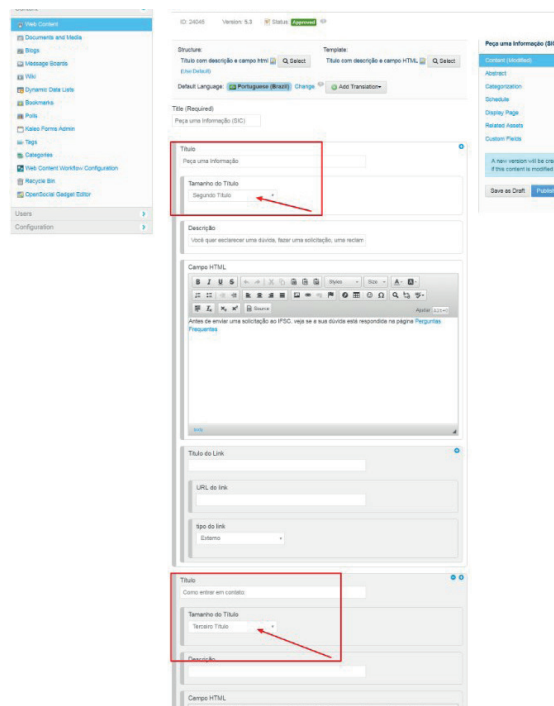 Web Content
Documents and Media
Blogs
Message Boards
Wiki
Dynamic Data Lists
Bookmarks
Polls
Kaleo Forms Admin
Tags
Categories
Web Content Workflow Configuration
Recycle Bin
OpenSocial Gadget Editor
Users
Configuration
ID: 24049 Version: 5.3 Status: Approved
Structure: Template:
Título com descrição e campo html Select Título com descrição e campo HTML Select
(Use Default)
Default Language: Portuguese (Brazil) Change Add Translation
Title (Required)
Peça uma Informação (SIC)
Título
Peça uma Informação
Tamanho do Título
Segundo Título
Descrição
Você quer esclarecer uma dúvida, fazer uma solicitação, uma reclam
Campo HTML
B I U S Styles Size A
Source
Antes de enviar uma solicitação ao IFSC, veja se a sua dúvida está respondida na página Perguntas
Frequentes
Título do Link
URL do link
tipo do link
Externo
Título
Como entrar em contato:
Tamanho do Título
Terceiro Título
Descrição
Campo HTML
Peça uma Informação (SI
Content (Modified)
Abstract
Categorization
Schedule
Display Page
Related Assets
Custom Fields
A new version will be crea
if this content is modified
Save as Draft Publis